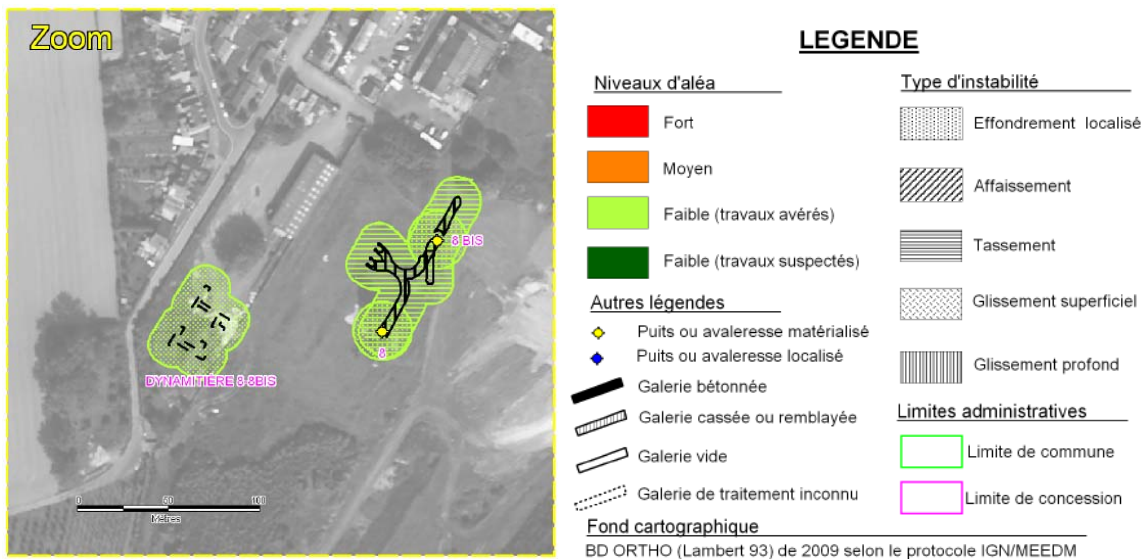 Zoom
8 BIS
8
DYNAMITIÈRE 8-8BIS
0 50 100
Mètres
LEGENDE
Niveaux d'aléa
Fort
Moyen
Faible (travaux avérés)
Faible (travaux suspectés)
Autres légendes
Puits ou avaleresse matérialisé
Puits ou avaleresse localisé
Galerie bétonnée
Galerie cassée ou remblayée
Galerie vide
Galerie de traitement inconnu
Fond cartographique
BD ORTHO (Lambert 93) de 2009 selon le protocole IGN/MEEDM
Type d'instabilité
Effondrement localisé
Affaissement
Tassement
Glissement superficiel
Glissement profond
Limites administratives
Limite de commune
Limite de concession